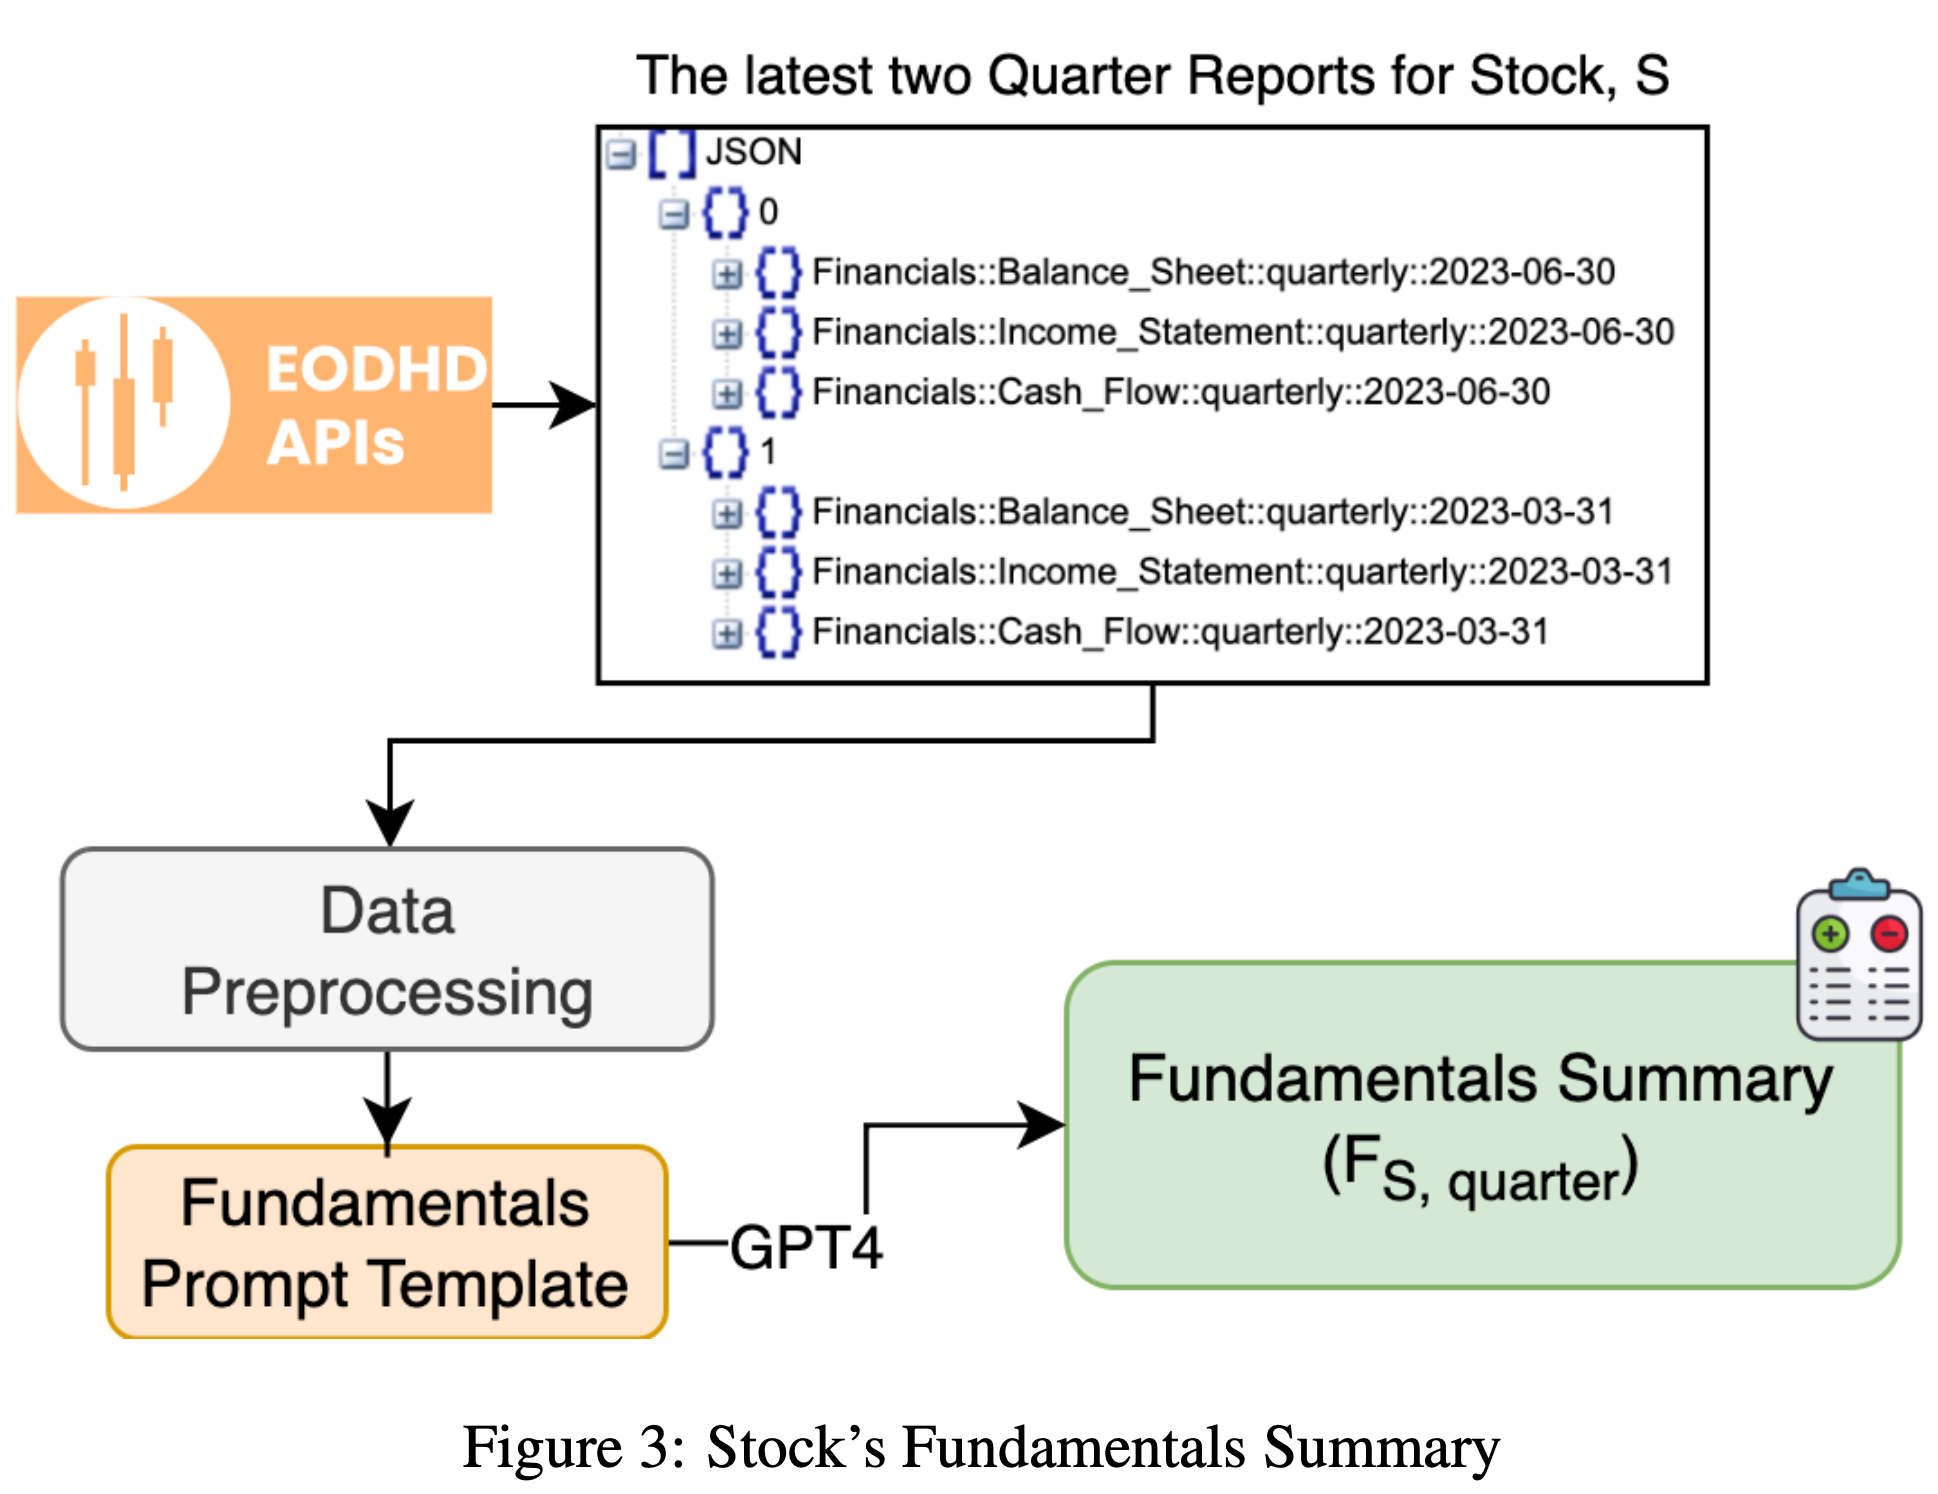 The latest two Quarter Reports for Stock, S
JSON
0
Financials::Balance_Sheet::quarterly::2023-06-30
Financials::Income_Statement::quarterly::2023-06-30
Financials::Cash_Flow::quarterly::2023-06-30
1
Financials::Balance_Sheet::quarterly::2023-03-31
Financials::Income_Statement::quarterly::2023-03-31
Financials::Cash_Flow::quarterly::2023-03-31
EODHD
APIs
Data
Preprocessing
Fundamentals
Prompt Template
GPT4
Fundamentals Summary
(F_S, quarter)
Figure 3: Stock’s Fundamentals Summary